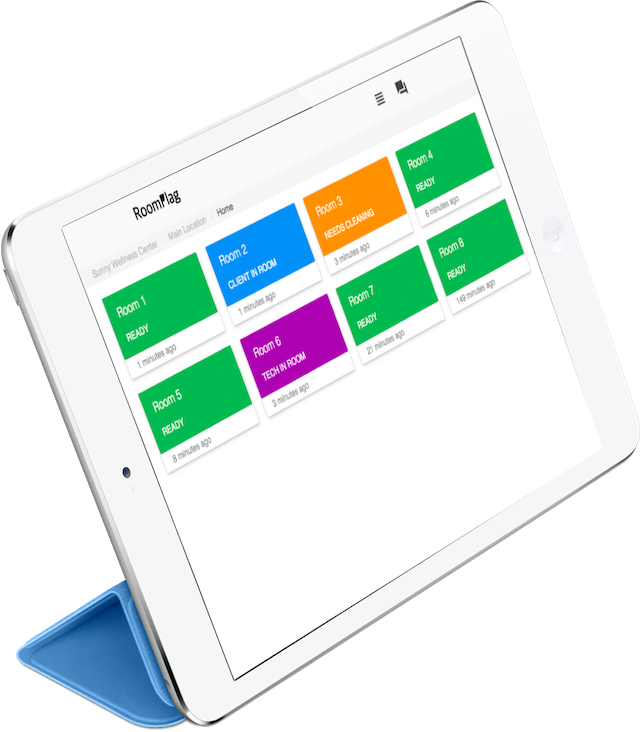 Roomflag
Sunny Wellness Center - Main Location - Home
Room 1
READY
1 minutes ago
Room 2
CLIENT IN ROOM
1 minutes ago
Room 3
NEEDS CLEANING
3 minutes ago
Room 4
READY
6 minutes ago
Room 5
READY
8 minutes ago
Room 6
TECH IN ROOM
3 minutes ago
Room 7
READY
21 minutes ago
Room 8
READY
149 minutes ago